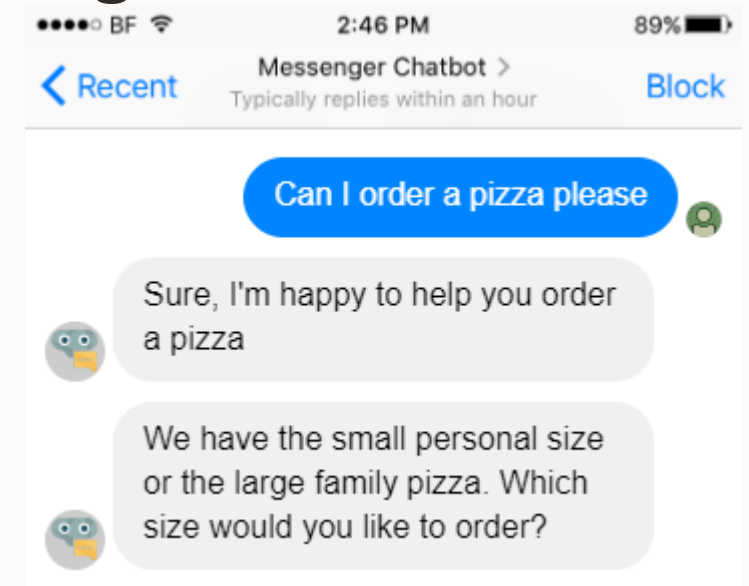 BF 2:46 PM 89%
Recent Messenger Chatbot > Block
Typically replies within an hour
Can I order a pizza please
Sure, I'm happy to help you order
a pizza
We have the small personal size
or the large family pizza. Which
size would you like to order?